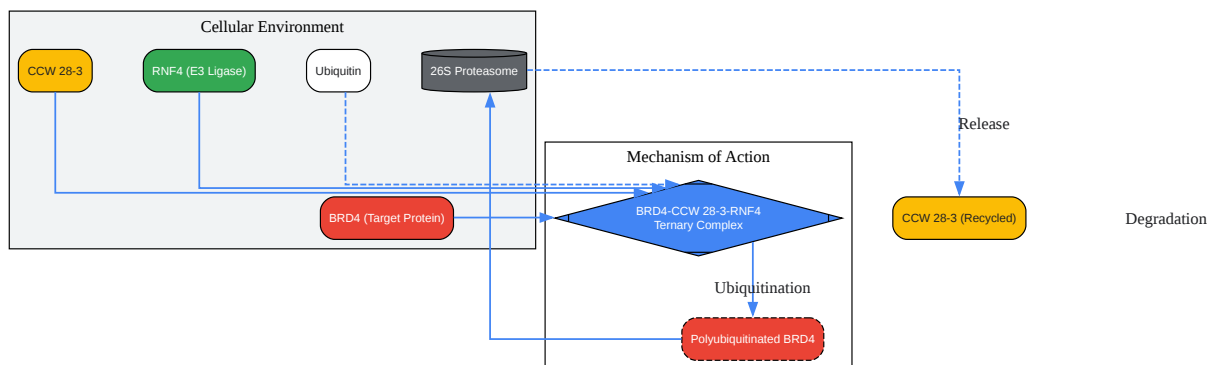 Cellular Environment
CCW 28-3
RNF4 (E3 Ligase)
Ubiquitin
26S Proteasome
Release
Mechanism of Action
BRD4 (Target Protein)
BRD4-CCW 28-3-RNF4
Ternary Complex
CCW 28-3 (Recycled)
Degradation
Ubiquitination
Polyubiquitinated BRD4